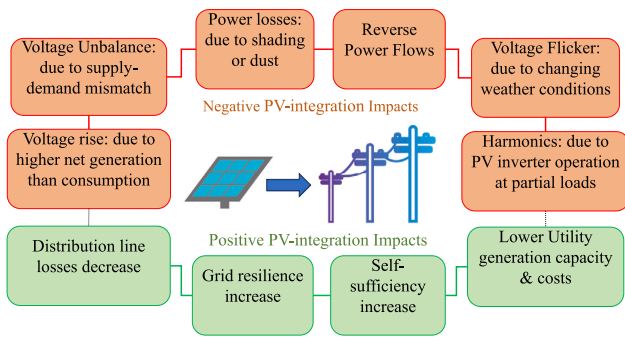 Voltage Unbalance:
due to supply-
demand mismatch
Power losses:
due to shading
or dust
Reverse
Power Flows
Voltage Flicker:
due to changing
weather conditions
Negative PV-integration Impacts
Voltage rise: due to
higher net generation
than consumption
Harmonics: due to
PV inverter operation
at partial loads
Positive PV-integration Impacts
Distribution line
losses decrease
Grid resilience
increase
Self-
sufficiency
increase
Lower Utility
generation capacity
& costs